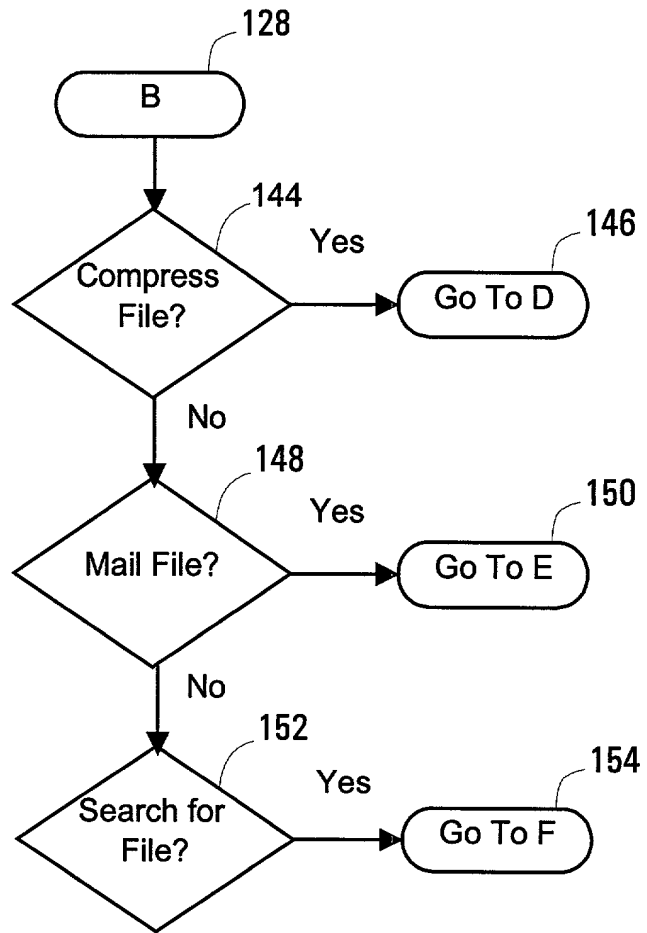 128
B
144
Compress
File?
Yes
146
Go To D
No
148
Mail File?
Yes
150
Go To E
No
152
Search for
File?
Yes
154
Go To F